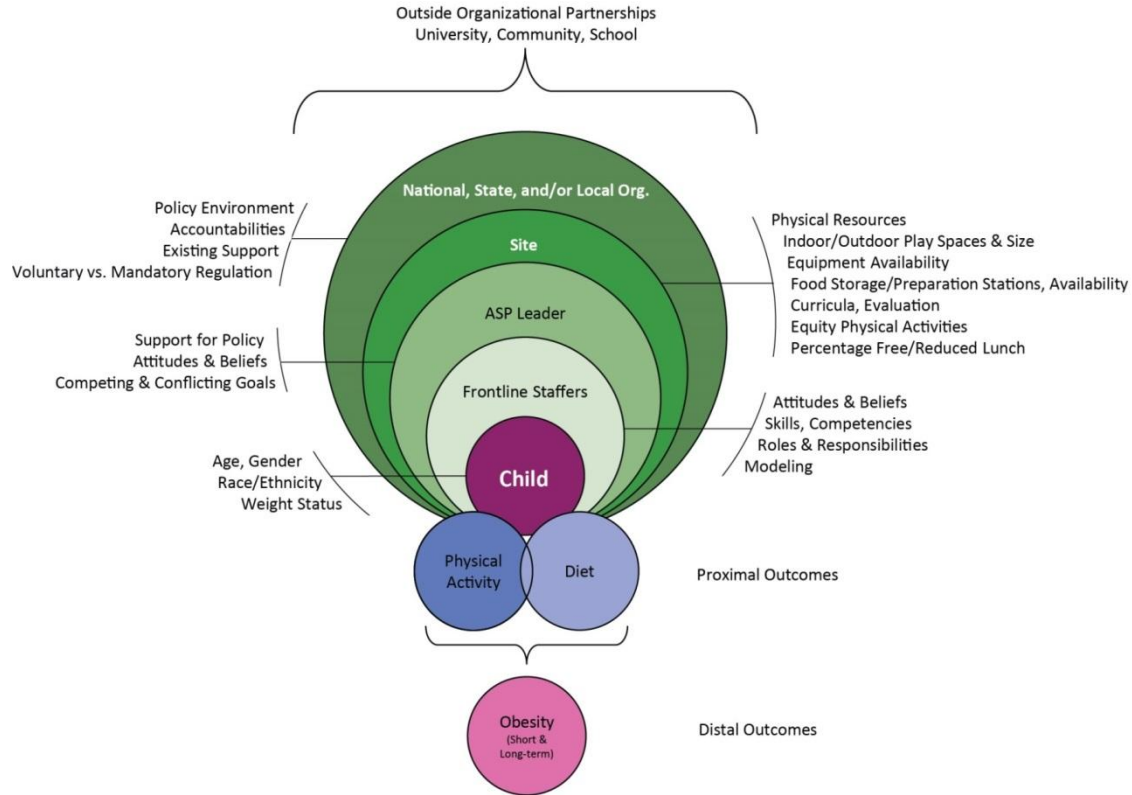 Outside Organizational Partnerships
University, Community, School
National, State, and/or Local Org.
Policy Environment
Accountabilities
Existing Support
Voluntary vs. Mandatory Regulation
Physical Resources
Indoor/Outdoor Play Spaces & Size
Equipment Availability
Food Storage/Preparation Stations, Availability
Curricula, Evaluation
Equity Physical Activities
Percentage Free/Reduced Lunch
Site
ASP Leader
Support for Policy
Attitudes & Beliefs
Competing & Conflicting Goals
Frontline Staffers
Attitudes & Beliefs
Skills, Competencies
Roles & Responsibilities
Modeling
Age, Gender
Race/Ethnicity
Weight Status
Child
Physical
Activity
Diet
Proximal Outcomes
Obesity
(Short &
Long-term)
Distal Outcomes